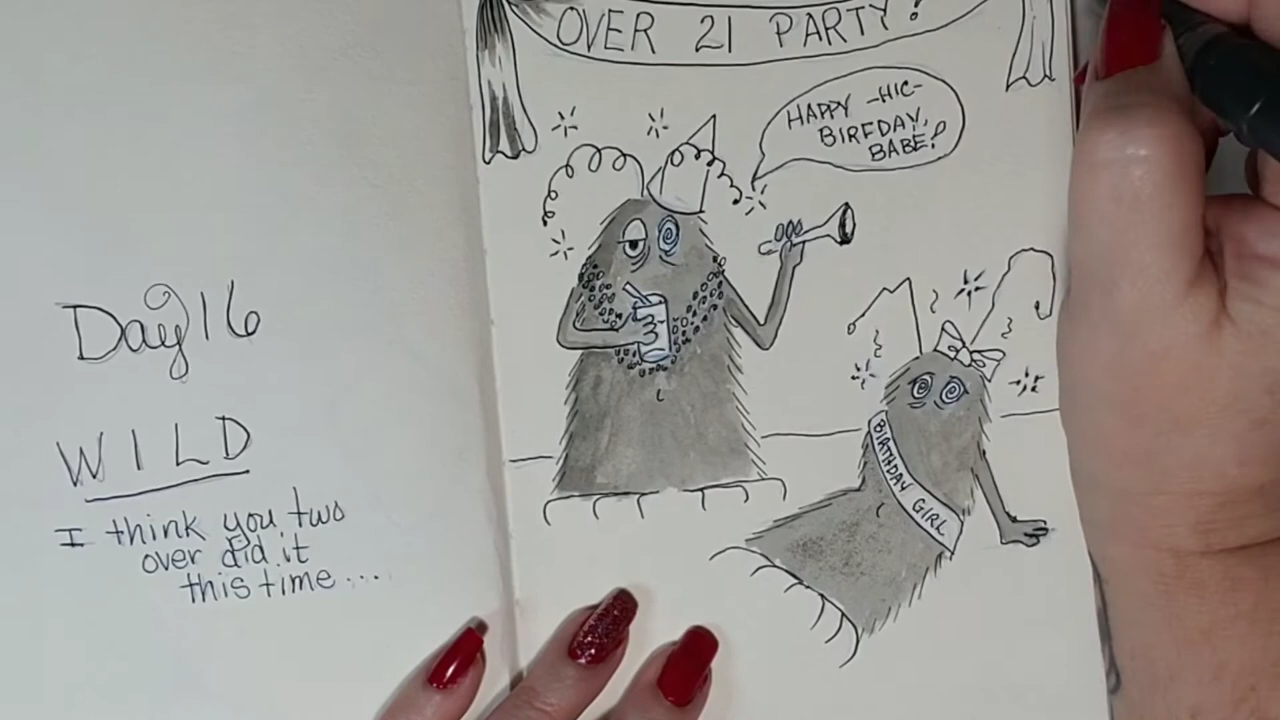 Day 16
WILD
I think you two
over did it
this time...
OVER 21 PARTY!
HAPPY -HIC-
BIRFDAY,
BABE!
BIRTHDAY GIRL